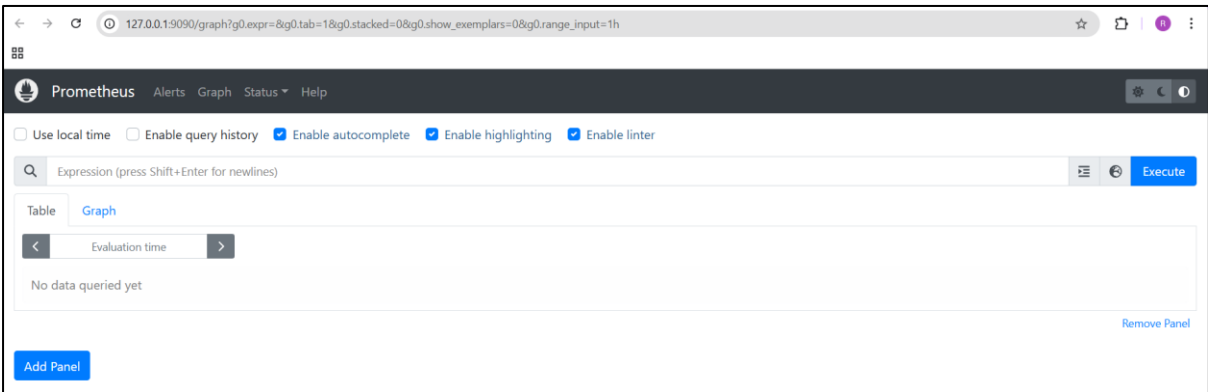 127.0.0.1:9090/graph?g0.expr=&g0.tab=1&g0.stacked=0&g0.show_exemplars=0&g0.range_input=1h
R
Prometheus Alerts Graph Status Help
Use local time Enable query history Enable autocomplete Enable highlighting Enable linter
Expression (press Shift+Enter for newlines) Execute
Table Graph
Evaluation time
No data queried yet
Remove Panel
Add Panel